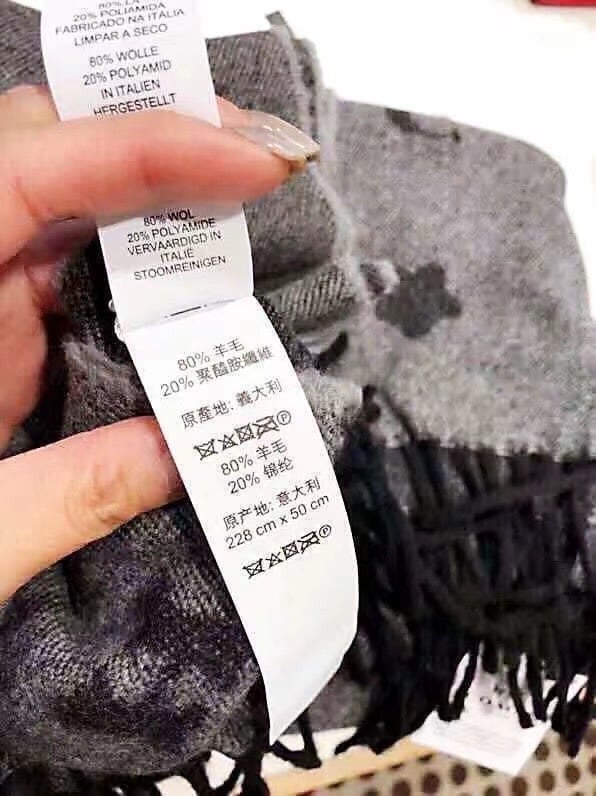 20% POLIAMIDA
FABRICADO NA ITÁLIA
LIMPAR A SECO
80% WOLLE
20% POLYAMID
IN ITALIEN
HERGESTELLT
80% WOL
20% POLYAMIDE
VERVAARDIGD IN
ITALIË
STOOMREINIGEN
80% 羊毛
20% 聚醯胺纖維
原產地: 義大利
P
80% 羊毛
20% 锦纶
原产地: 意大利
228 cm x 50 cm
P